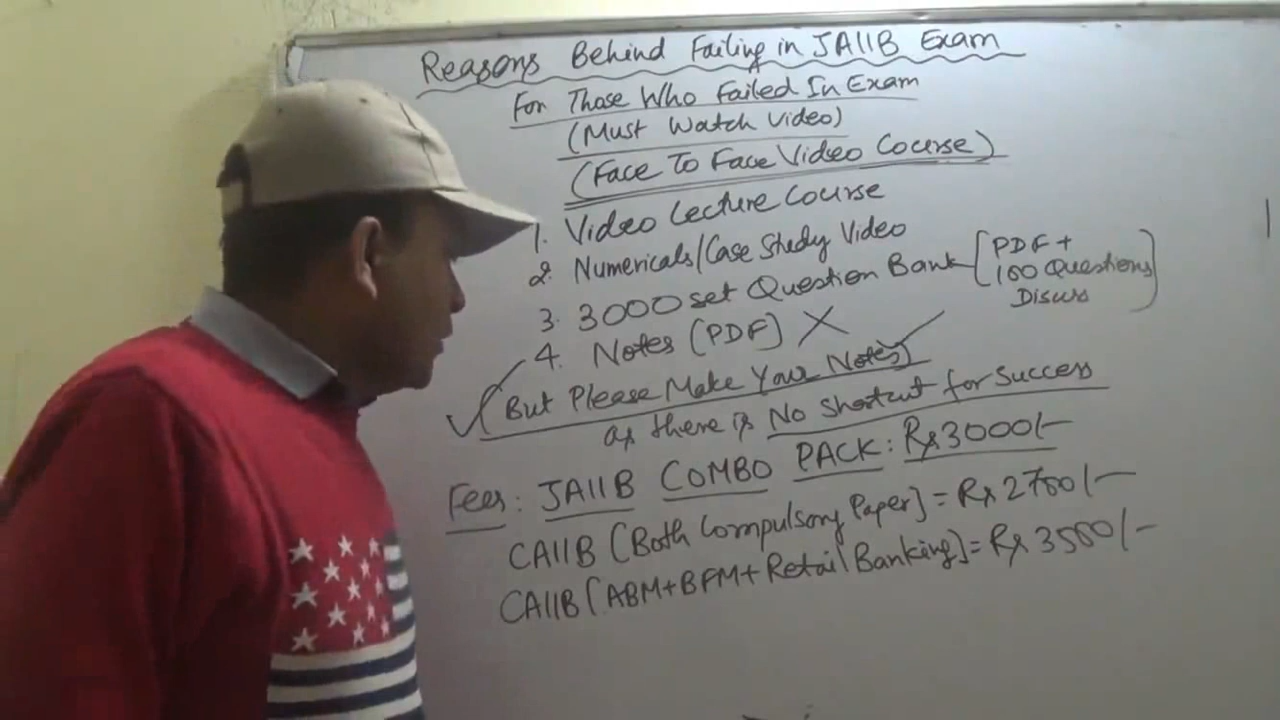 Reasons Behind Failing in JAIIB Exam
For Those Who Failed In Exam
(Must Watch Video)
(Face To Face Video Course)
1. Video Lecture Course
2. Numericals/Case Study Video
3. 3000 set Question Bank [PDF +
100 Questions
Discuss]
4. Notes [PDF] X
(But Please Make Your Notes)
as there is No Shortcut for Success
Fees: JAIIB COMBO PACK: Rs 3000/-
CAIIB (Both Compulsory Paper] = Rs 2700/-
CAIIB [ABM+BFM+Retail Banking] = Rs 3500/-